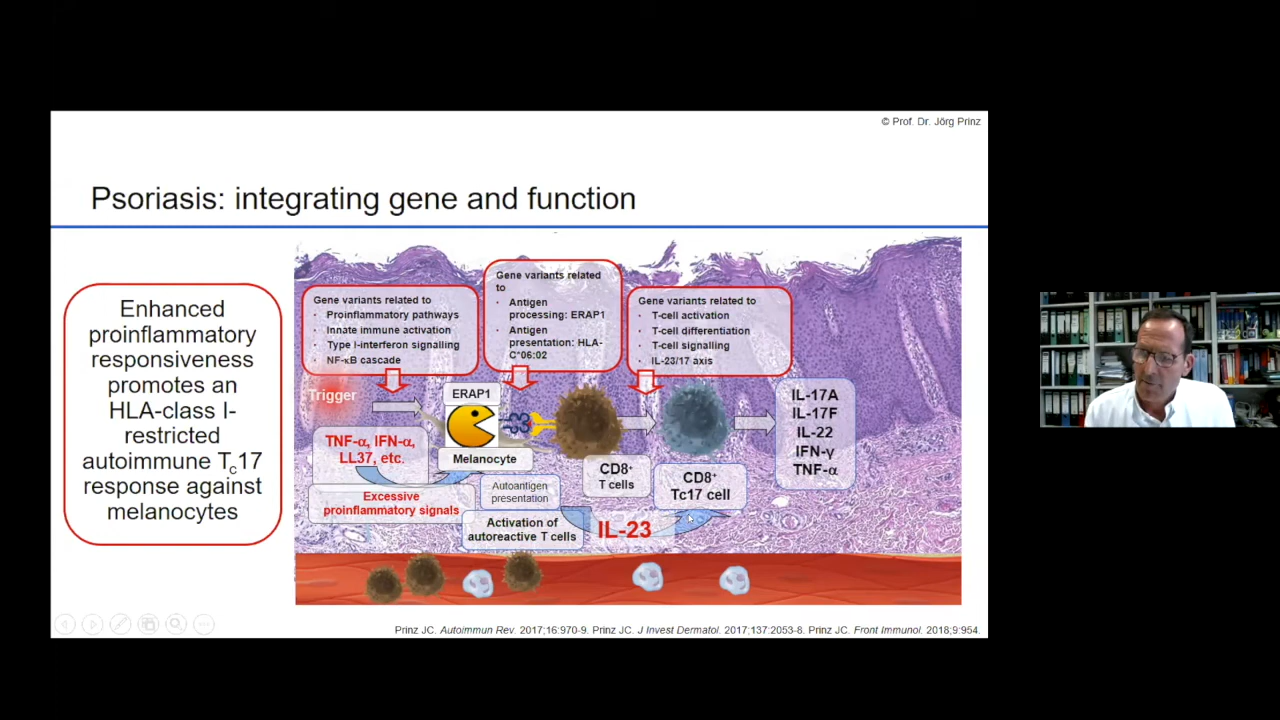 © Prof. Dr. Jörg Prinz
Psoriasis: integrating gene and function
Enhanced
proinflammatory
responsiveness
promotes an
HLA-class I-
restricted
autoimmune Tc17
response against
melanocytes
Gene variants related to
• Proinflammatory pathways
• Innate immune activation
• Type I-interferon signalling
• NF-κB cascade
Gene variants related
to
• Antigen
processing: ERAP1
• Antigen
presentation: HLA-
C*06:02
Gene variants related to
• T-cell activation
• T-cell differentiation
• T-cell signalling
• IL-23/17 axis
Trigger
TNF-α, IFN-α,
LL37, etc.
Excessive
proinflammatory signals
ERAP1
Melanocyte
Autoantigen
presentation
Activation of
autoreactive T cells
CD8+
T cells
IL-23
CD8+
Tc17 cell
IL-17A
IL-17F
IL-22
IFN-γ
TNF-α
Prinz JC. Autoimmun Rev. 2017;16:970-9. Prinz JC. J Invest Dermatol. 2017;137:2053-8. Prinz JC. Front Immunol. 2018;9:954.